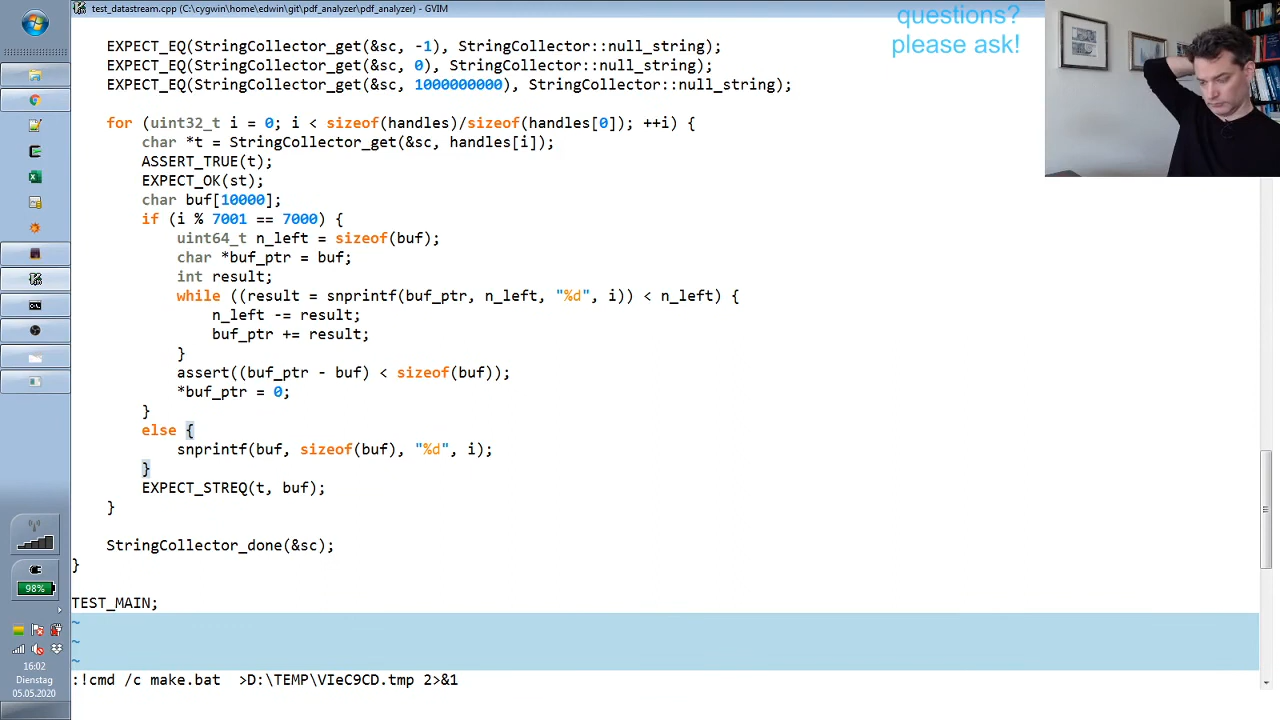 test_datastream.cpp (C:\cygwin\home\edwin\git\pdf_analyzer\pdf_analyzer) - GVIM
questions?
please ask!
EXPECT_EQ(StringCollector_get(&sc, -1), StringCollector::null_string);
EXPECT_EQ(StringCollector_get(&sc, 0), StringCollector::null_string);
EXPECT_EQ(StringCollector_get(&sc, 1000000000), StringCollector::null_string);
for (uint32_t i = 0; i < sizeof(handles)/sizeof(handles[0]); ++i) {
char *t = StringCollector_get(&sc, handles[i]);
ASSERT_TRUE(t);
EXPECT_OK(st);
char buf[10000];
if (i % 7001 == 7000) {
uint64_t n_left = sizeof(buf);
char *buf_ptr = buf;
int result;
while ((result = snprintf(buf_ptr, n_left, "%d", i)) < n_left) {
n_left -= result;
buf_ptr += result;
}
assert((buf_ptr - buf) < sizeof(buf));
*buf_ptr = 0;
}
else {
snprintf(buf, sizeof(buf), "%d", i);
}
EXPECT_STREQ(t, buf);
}
StringCollector_done(&sc);
}
TEST_MAIN;
~
~
~
:!cmd /c make.bat >D:\TEMP\VIeC9CD.tmp 2>&1
98%
16:02
Dienstag
05.05.2020